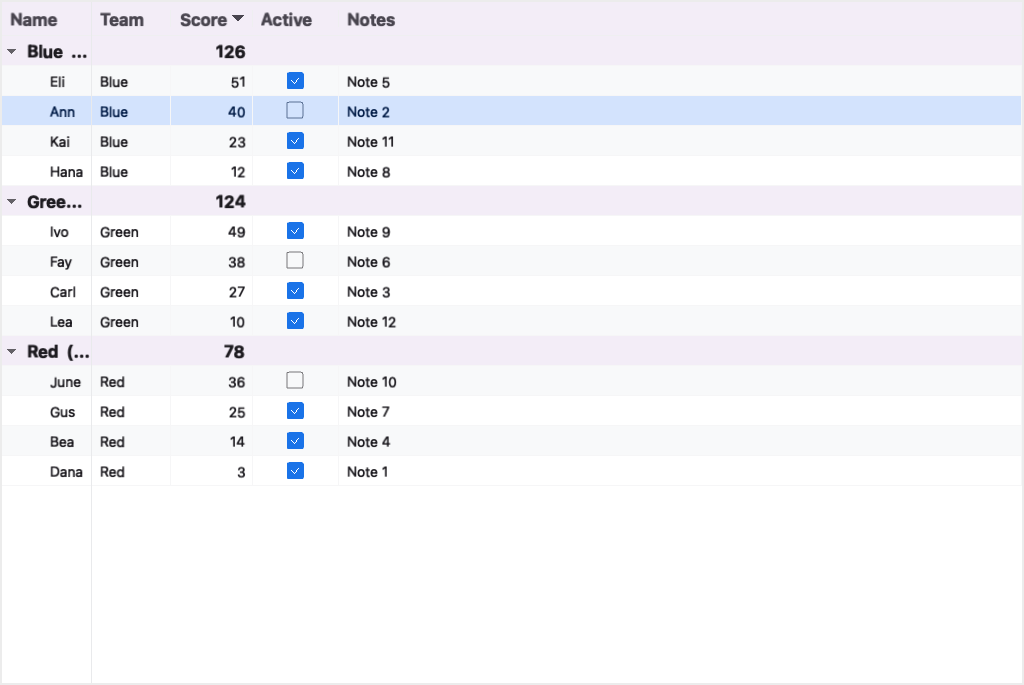 Name Team Score Active Notes
Blue ... 126
Eli Blue 51 Note 5
Ann Blue 40 Note 2
Kai Blue 23 Note 11
Hana Blue 12 Note 8
Gree... 124
Ivo Green 49 Note 9
Fay Green 38 Note 6
Carl Green 27 Note 3
Lea Green 10 Note 12
Red (... 78
June Red 36 Note 10
Gus Red 25 Note 7
Bea Red 14 Note 4
Dana Red 3 Note 1